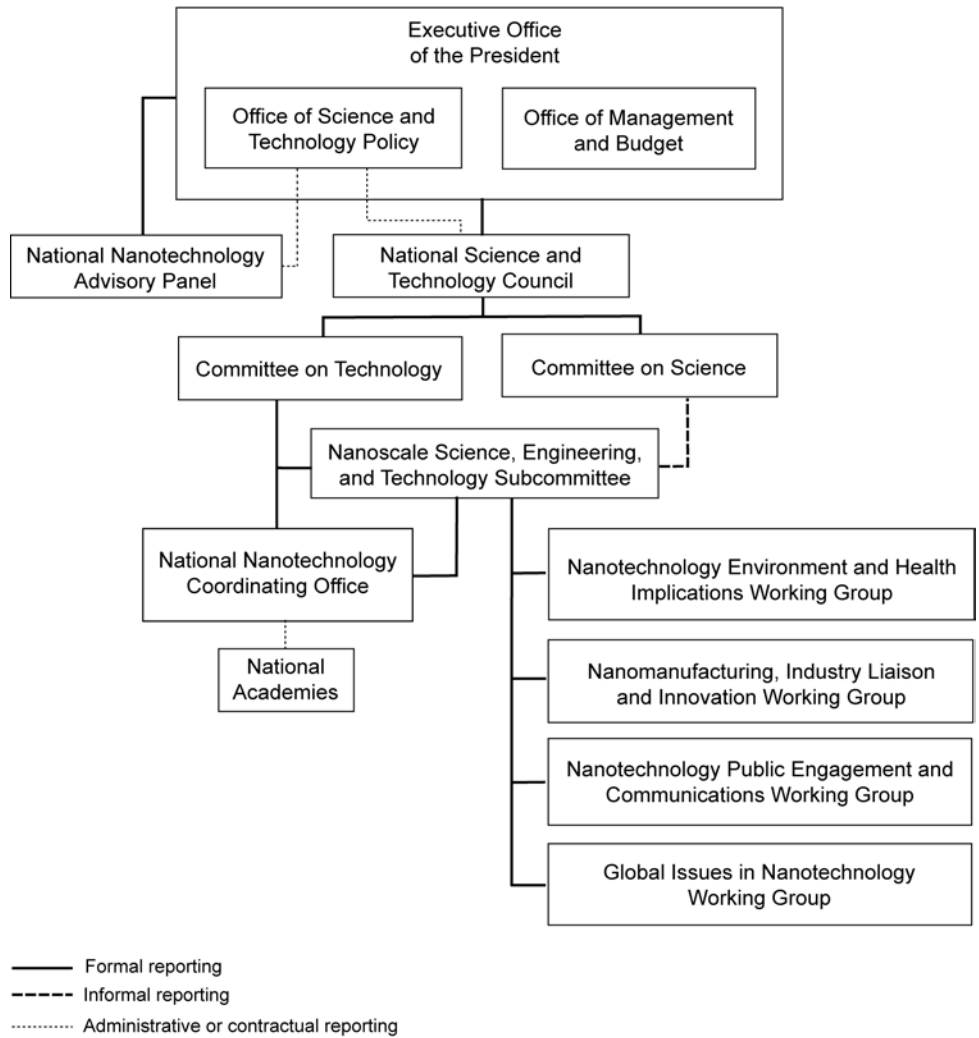 Executive Office
of the President
Office of Science and
Technology Policy
Office of Management
and Budget
National Nanotechnology
Advisory Panel
National Science and
Technology Council
Committee on Technology
Committee on Science
Nanoscale Science, Engineering,
and Technology Subcommittee
National Nanotechnology
Coordinating Office
National
Academies
Nanotechnology Environment and Health
Implications Working Group
Nanomanufacturing, Industry Liaison
and Innovation Working Group
Nanotechnology Public Engagement and
Communications Working Group
Global Issues in Nanotechnology
Working Group
Formal reporting
Informal reporting
Administrative or contractual reporting